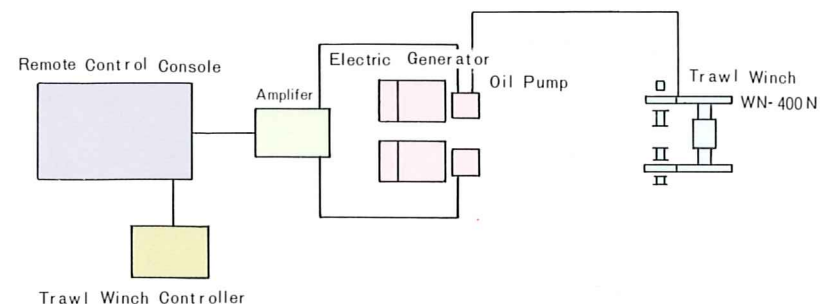 Remote Control Console
Amplifer
Electric Generator
Oil Pump
Trawl Winch
WN-400N
Trawl Winch Controller